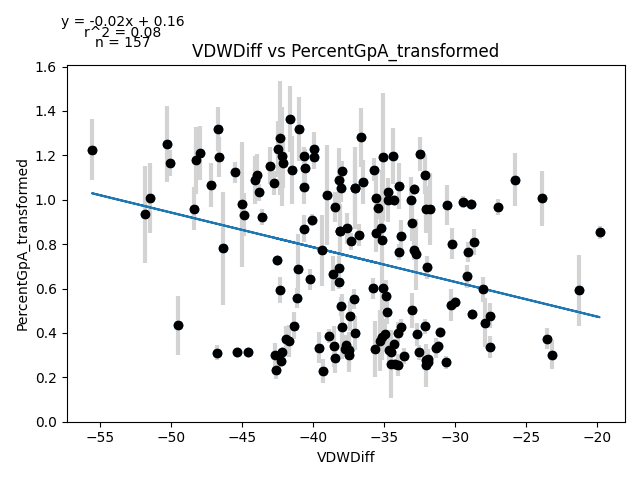 y = -0.02x + 0.16
r^2 = 0.08
n = 157
VDWDiff vs PercentGpA_transformed
PercentGpA_transformed
1.6
1.4
1.2
1.0
0.8
0.6
0.4
0.2
0.0
−55 −50 −45 −40 −35 −30 −25 −20
VDWDiff